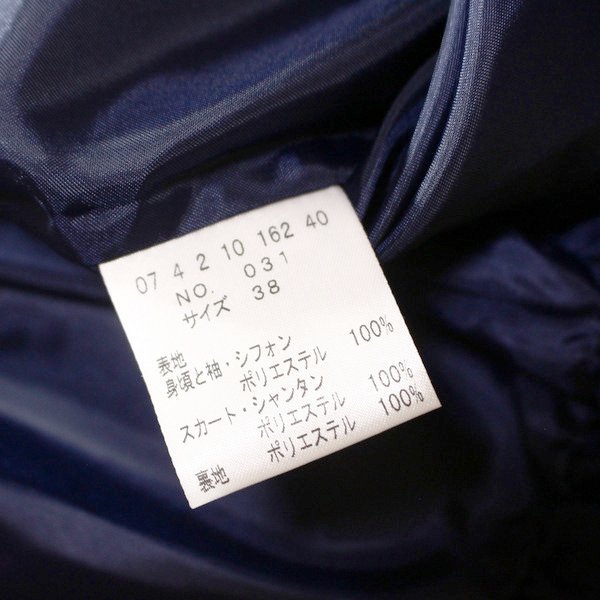 07 4 2 10 162 40
NO. 031
サイズ 38
表地
身頃と袖・シフォン
ポリエステル 100%
スカート・シャンタン
ポリエステル 100%
裏地 ポリエステル 100%